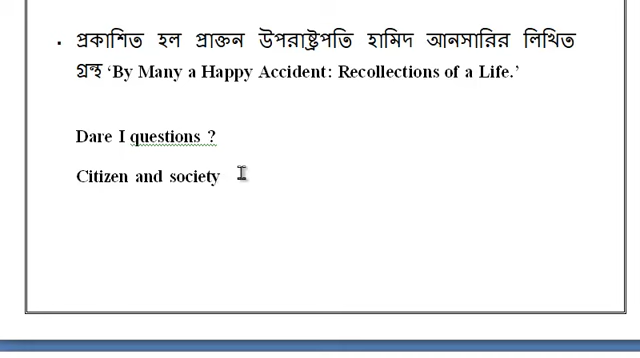 ▪ প্রকাশিত হল প্রাক্তন উপরাষ্ট্রপতি হামিদ আনসারির লিখিত
গ্রন্থ ‘By Many a Happy Accident: Recollections of a Life.’
Dare I questions ?
Citizen and society